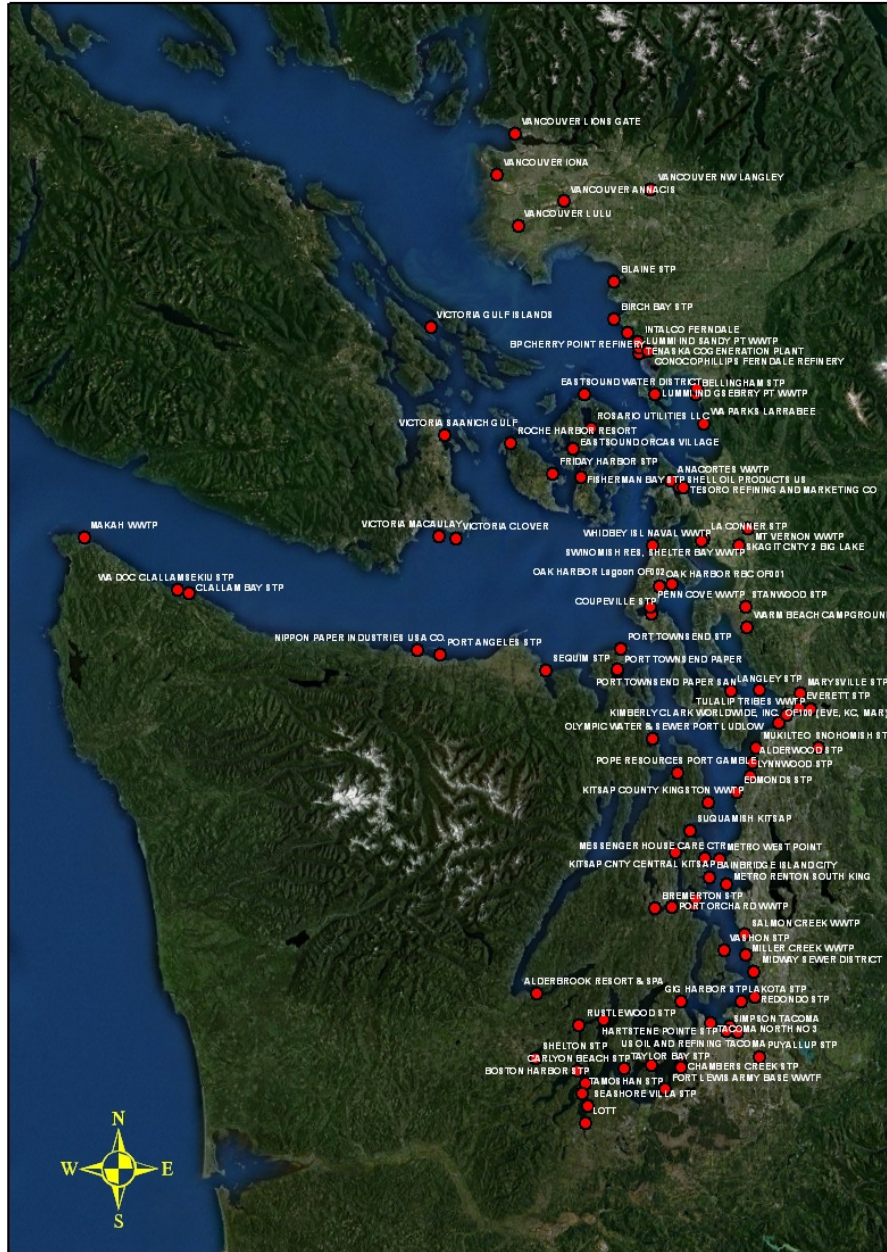 VANCOUVER LIONS GATE
VANCOUVER IONA
VANCOUVER NW LANGLEY
VANCOUVER ANNACIS
VANCOUVER LULU
BLAINE STP
BIRCH BAY STP
VICTORIA GULF ISLANDS
INTALCO FERNDALE
LUMMI IND SANDY PT WWTP
BP CHERRY POINT REFINERY
TENASKA COGENERATION PLANT
CONOCOPHILLIPS FERNDALE REFINERY
EASTSOUND WATER DISTRICT
BELLINGHAM STP
LUMMI IND GSEBRRY PT WWTP
ROSARIO UTILITIES LLC
WA PARKS LARRABEE
VICTORIA SAANICH GULF
ROCHE HARBOR RESORT
EASTSOUND ORCAS VILLAGE
FRIDAY HARBOR STP
ANACORTES WWTP
FISHERMAN BAY STP
SHELL OIL PRODUCTS US
TESORO REFINING AND MARKETING CO
MAKAH WWTP
VICTORIA MACAULAY
VICTORIA CLOVER
LA CONNER STP
WHIDBEY ISL NAVAL WWTP
MT VERNON WWTP
SKAGIT CNTY 2 BIG LAKE
SWINOMISH RES, SHELTER BAY WWTP
WA DOC CLALLAM
SEKIU STP
CLALLAM BAY STP
OAK HARBOR Lagoon OF002
OAK HARBOR RBC OF001
PENN COVE WWTP
STANWOOD STP
COUPEVILLE STP
WARM BEACH CAMPGROUND
NIPPON PAPER INDUSTRIES USA CO.
PORT ANGELES STP
PORT TOWNSEND STP
SEQUIM STP
PORT TOWNSEND PAPER
PORT TOWNSEND PAPER SAN
LANGLEY STP
MARYSVILLE STP
TULALIP TRIBES WWTP
EVERETT STP
KIMBERLY CLARK WORLDWIDE, INC.
OF100 (EVE, KC, MAR)
OLYMPIC WATER & SEWER PORT LUDLOW
MUKILTEO
SNOHOMISH ST
ALDERWOOD STP
POPE RESOURCES PORT GAMBLE
LYNNWOOD STP
EDMONDS STP
KITSAP COUNTY KINGSTON WWTP
SUQUAMISH KITSAP
MESSENGER HOUSE CARE CTR
METRO WEST POINT
KITSAP CNTY CENTRAL KITSAP
BAINBRIDGE ISLAND CITY
METRO RENTON SOUTH KING
BREMERTON STP
PORT ORCHARD WWTP
SALMON CREEK WWTP
VASHON STP
MILLER CREEK WWTP
MIDWAY SEWER DISTRICT
ALDERBROOK RESORT & SPA
GIG HARBOR STP
LAKOTA STP
REDONDO STP
RUSTLEWOOD STP
SIMPSON TACOMA
HARTSTENE POINTE STP
TACOMA NORTH NO 3
SHELTON STP
US OIL AND REFINING TACOMA
PUYALLUP STP
CARLYON BEACH STP
TAYLOR BAY STP
BOSTON HARBOR STP
CHAMBERS CREEK STP
TAMOSHAN STP
FORT LEWIS ARMY BASE WWTF
SEASHORE VILLA STP
LOTT
N
W
E
S